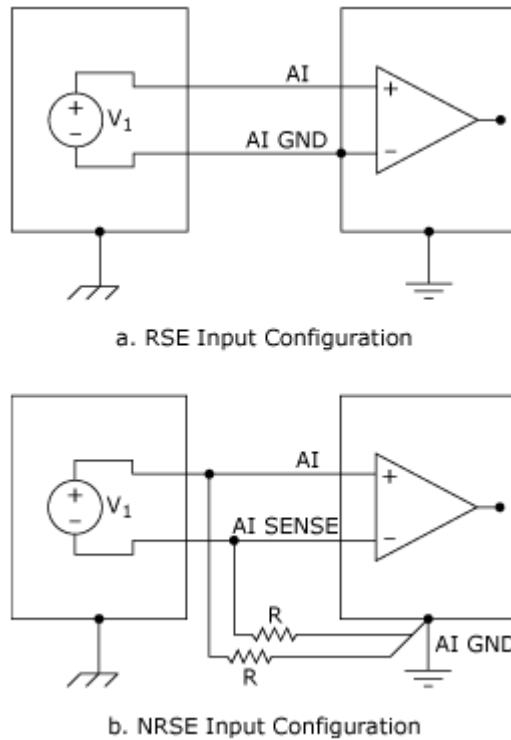 AI
+
V1
−
+
AI GND
−
a. RSE Input Configuration
AI
+
V1
−
+
AI SENSE
−
R
AI GND
R
b. NRSE Input Configuration